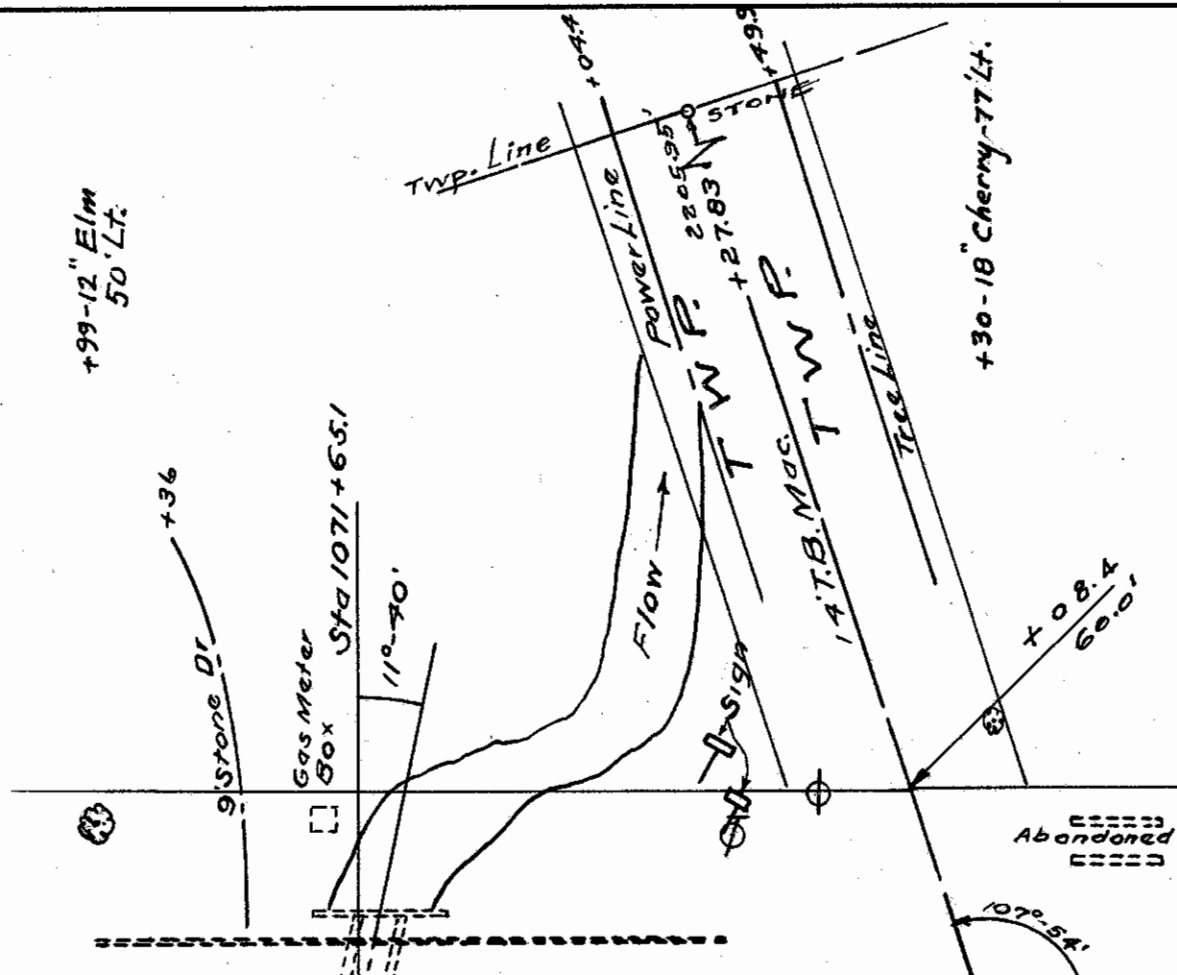 +04.4
+49.9
STONE
Twp. Line
2205.95'
+27.83'
Power Line
+99-12" Elm
50' Lt.
+30-18" Cherry-77' Lt.
T W P.
T W P.
+36
Sta 1071+65.1
11°-40'
9' Stone Dr
Gas Meter
Box
Flow
14' T.B. Mac.
Tree Line
Sign
+08.4
60.0'
Abandoned
107°-54'